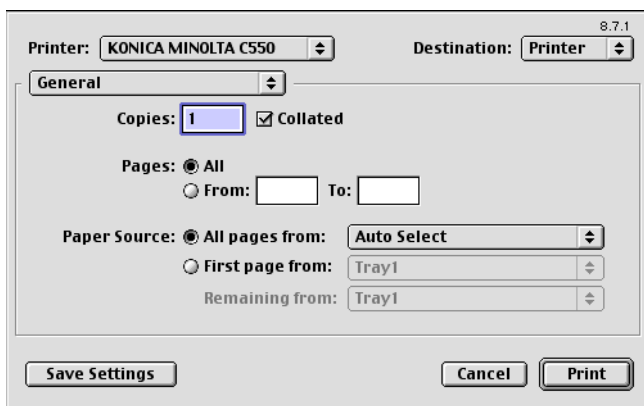 8.7.1
Printer: KONICA MINOLTA C550 Destination: Printer
General
Copies: 1 Collated
Pages: All
From: To:
Paper Source: All pages from: Auto Select
First page from: Tray1
Remaining from: Tray1
Save Settings Cancel Print